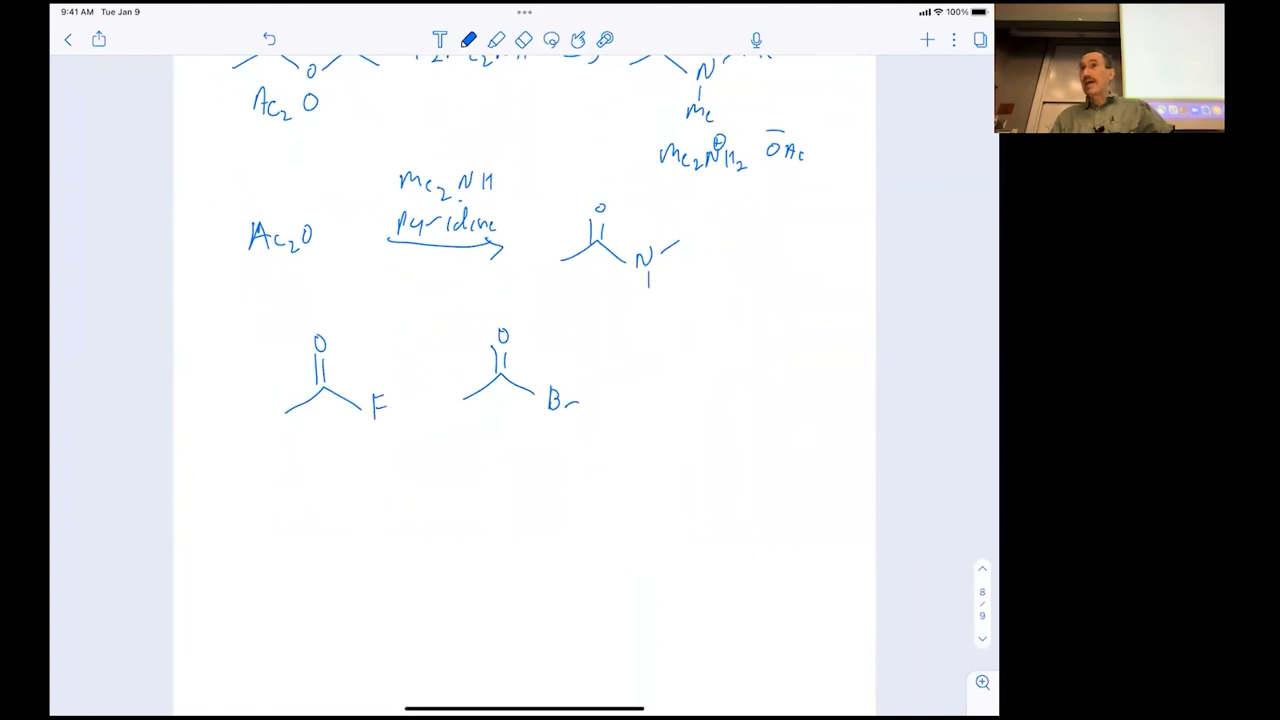 9:41 AM Tue Jan 9
100%
T
O
N
Ac2O
Me
Me2NH2 ⊕ ¯OAc
Me2NH
pyridine
Ac2O
O
N
O
F
O
Br
8
/
9